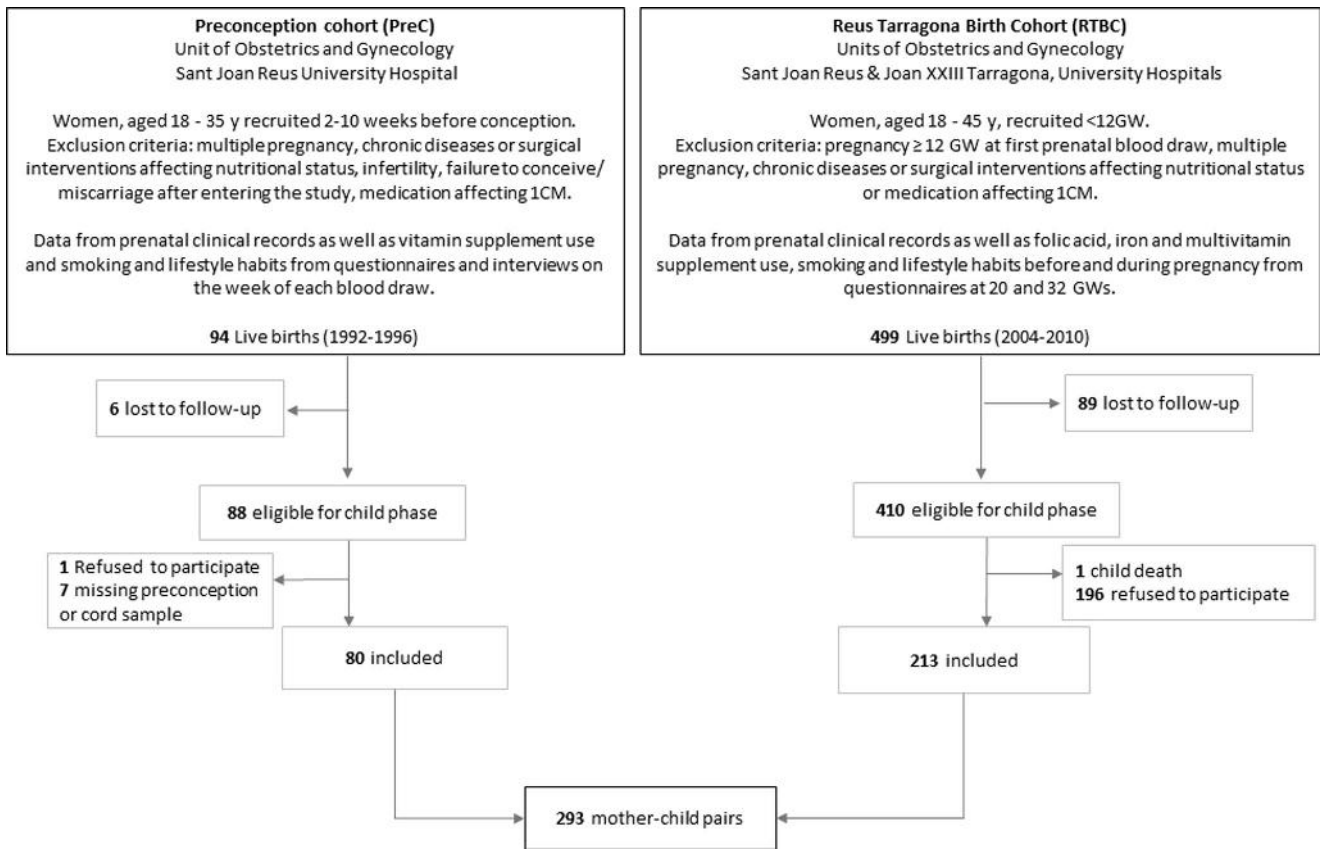 Preconception cohort (PreC)
Unit of Obstetrics and Gynecology
Sant Joan Reus University Hospital
Women, aged 18 - 35 y recruited 2-10 weeks before conception.
Exclusion criteria: multiple pregnancy, chronic diseases or surgical
interventions affecting nutritional status, infertility, failure to conceive/
miscarriage after entering the study, medication affecting 1CM.
Data from prenatal clinical records as well as vitamin supplement use
and smoking and lifestyle habits from questionnaires and interviews on
the week of each blood draw.
94 Live births (1992-1996)
Reus Tarragona Birth Cohort (RTBC)
Units of Obstetrics and Gynecology
Sant Joan Reus & Joan XXIII Tarragona, University Hospitals
Women, aged 18 - 45 y, recruited <12GW.
Exclusion criteria: pregnancy ≥ 12 GW at first prenatal blood draw, multiple
pregnancy, chronic diseases or surgical interventions affecting nutritional status
or medication affecting 1CM.
Data from prenatal clinical records as well as folic acid, iron and multivitamin
supplement use, smoking and lifestyle habits before and during pregnancy from
questionnaires at 20 and 32 GWs.
499 Live births (2004-2010)
6 lost to follow-up
89 lost to follow-up
88 eligible for child phase
410 eligible for child phase
1 Refused to participate
7 missing preconception
or cord sample
1 child death
196 refused to participate
80 included
213 included
293 mother-child pairs